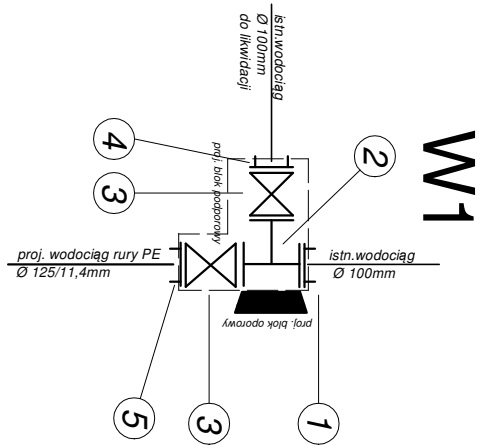 W1
istn.wodociąg
Ø 100mm
do likwidacji
4
3
2
proj. blok podporowy
proj. wodociąg rury PE
Ø 125/11,4mm
istn.wodociąg
Ø 100mm
proj. blok oporowy
5
3
1